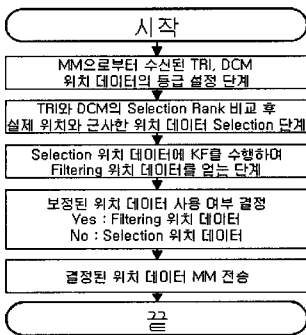 시작
MM으로부터 수신된 TRI, DCM
위치 데이터의 등급 설정 단계
TRI와 DCM의 Selection Rank 비교 후
실제 위치와 근사한 위치 데이터 Selection 단계
Selection 위치 데이터에 KF를 수행하여
Filtering 위치 데이터를 얻는 단계
보정된 위치 데이터 사용 여부 결정
Yes : Filtering 위치 데이터
No : Selection 위치 데이터
결정된 위치 데이터 MM 전송
끝